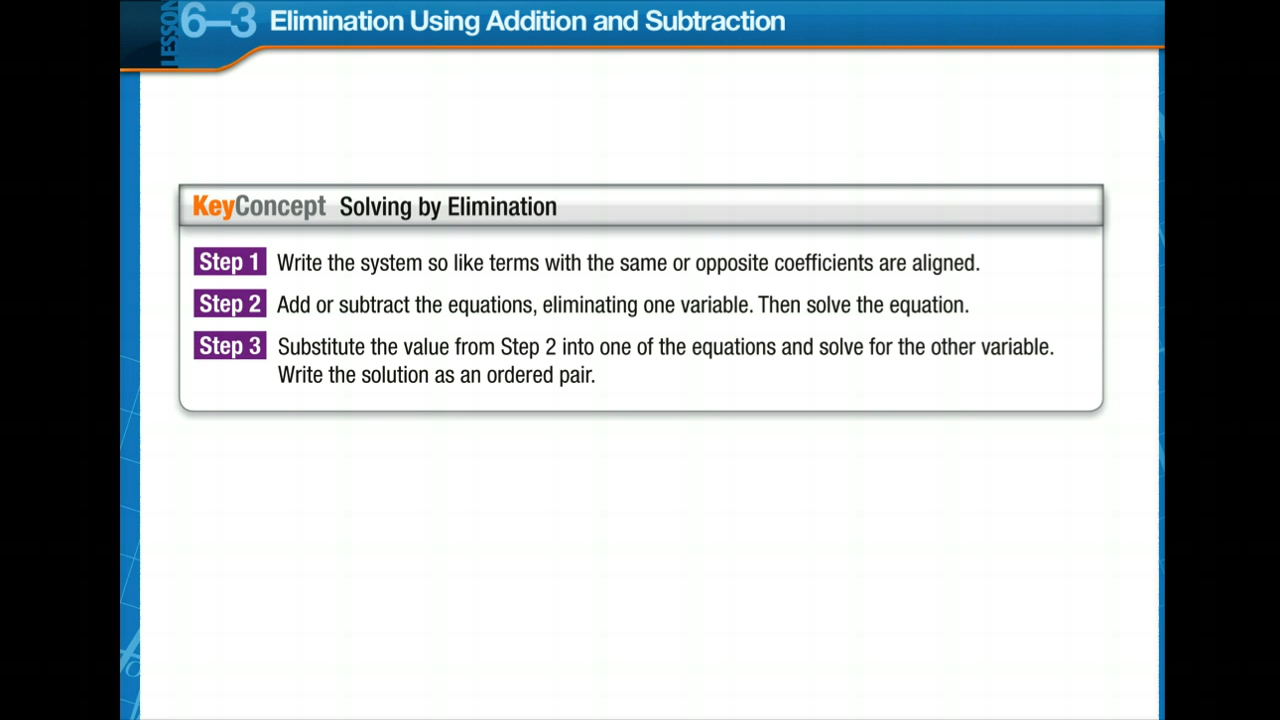 LESSON 6–3 Elimination Using Addition and Subtraction
KeyConcept Solving by Elimination
Step 1 Write the system so like terms with the same or opposite coefficients are aligned.
Step 2 Add or subtract the equations, eliminating one variable. Then solve the equation.
Step 3 Substitute the value from Step 2 into one of the equations and solve for the other variable.
Write the solution as an ordered pair.